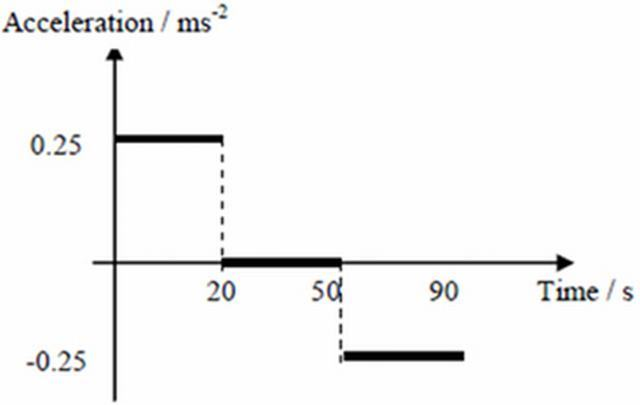 Acceleration / ms-2
0.25
20 50 90 Time / s
-0.25